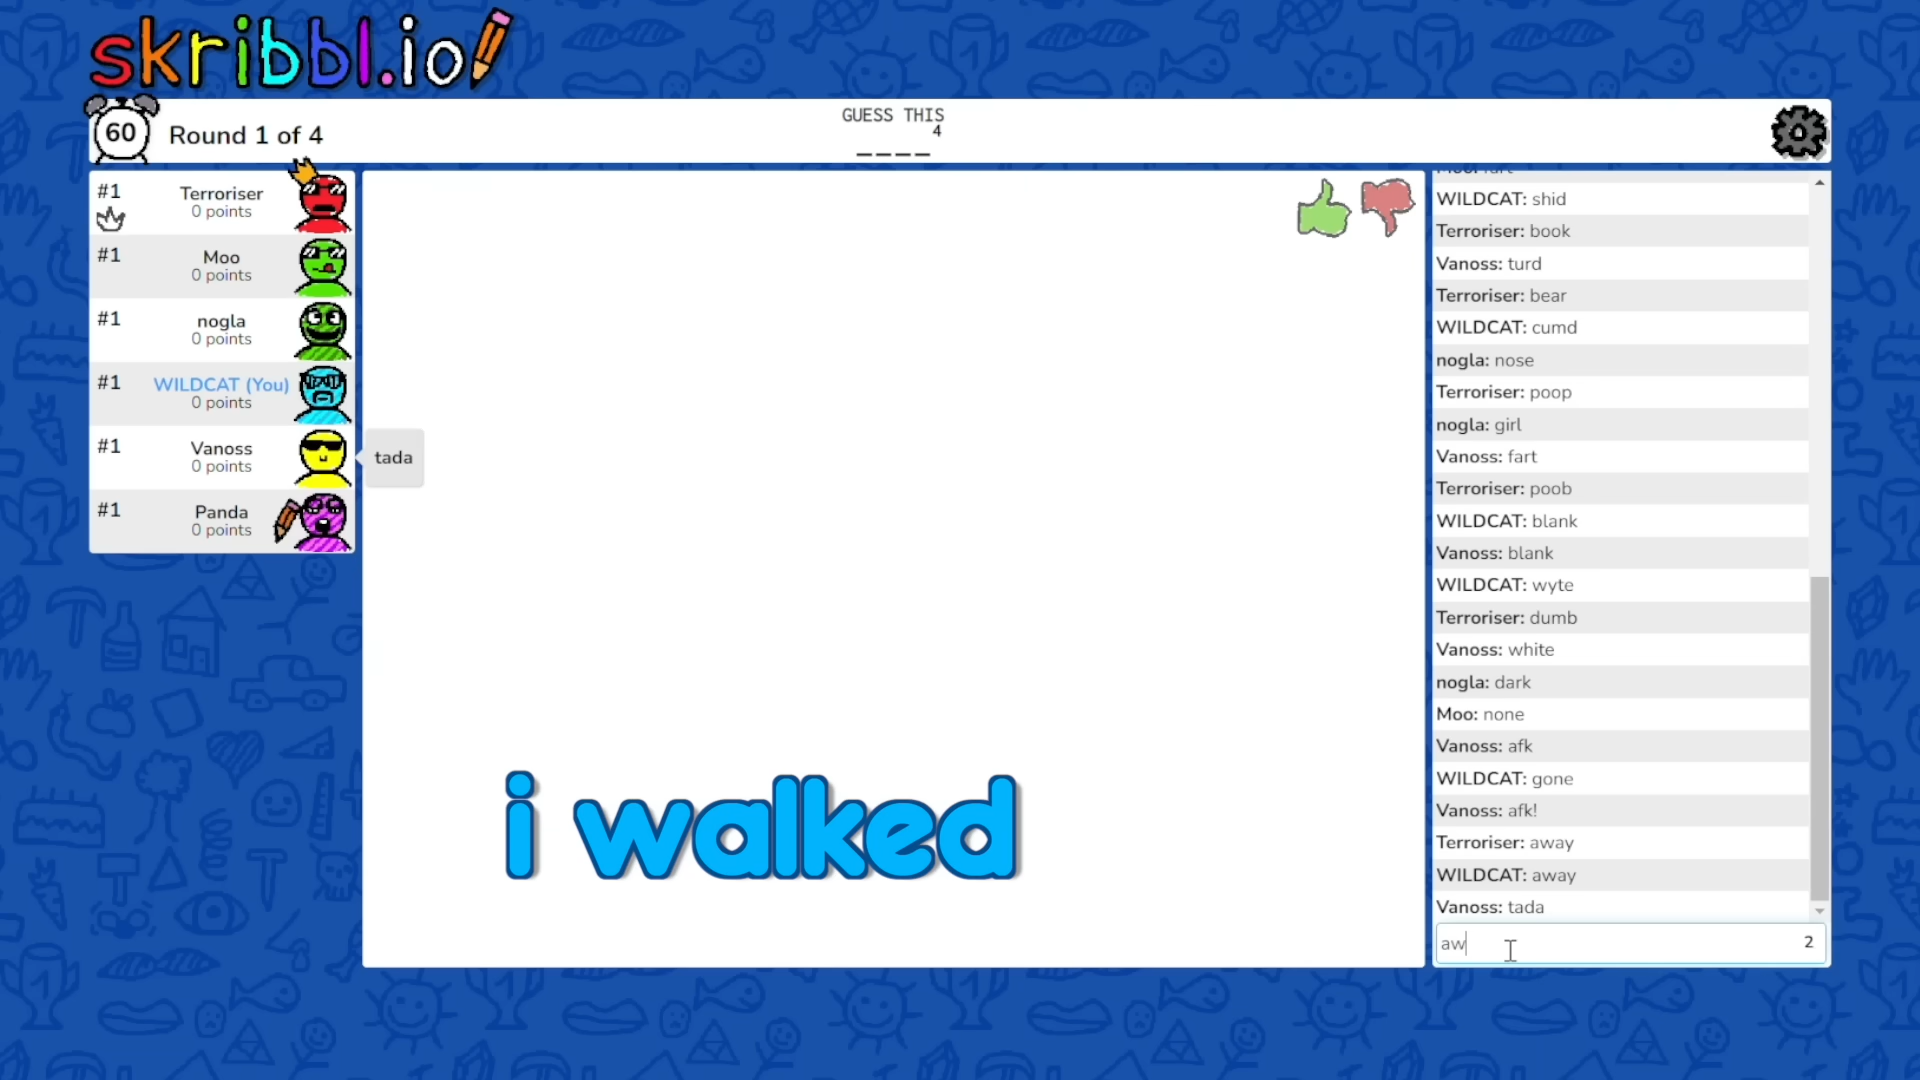 skribbl.io
60
Round 1 of 4
GUESS THIS
4
____
#1
Terroriser
0 points
#1
Moo
0 points
#1
nogla
0 points
#1
WILDCAT (You)
0 points
#1
Vanoss
0 points
tada
#1
Panda
0 points
i walked
WILDCAT: shid
Terroriser: book
Vanoss: turd
Terroriser: bear
WILDCAT: cumd
nogla: nose
Terroriser: poop
nogla: girl
Vanoss: fart
Terroriser: poob
WILDCAT: blank
Vanoss: blank
WILDCAT: wyte
Terroriser: dumb
Vanoss: white
nogla: dark
Moo: none
Vanoss: afk
WILDCAT: gone
Vanoss: afk!
Terroriser: away
WILDCAT: away
Vanoss: tada
aw
2